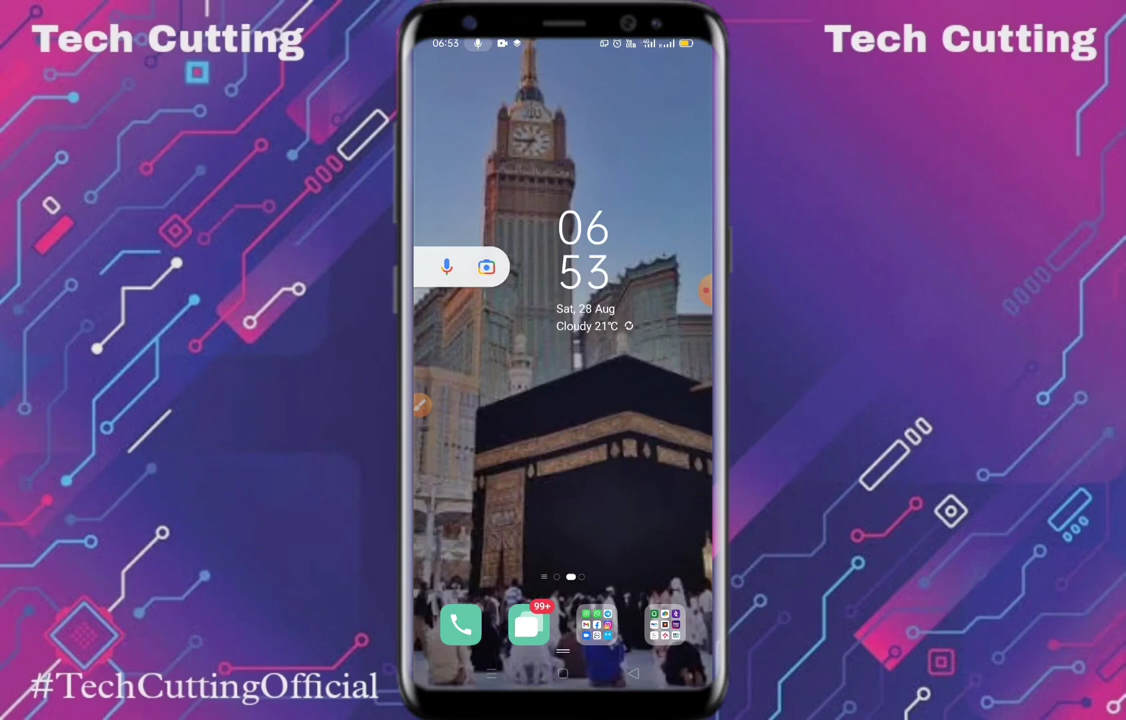 Tech Cutting
Tech Cutting
06:53
06
53
Sat, 28 Aug
Cloudy 21℃
99+
#TechCuttingOfficial